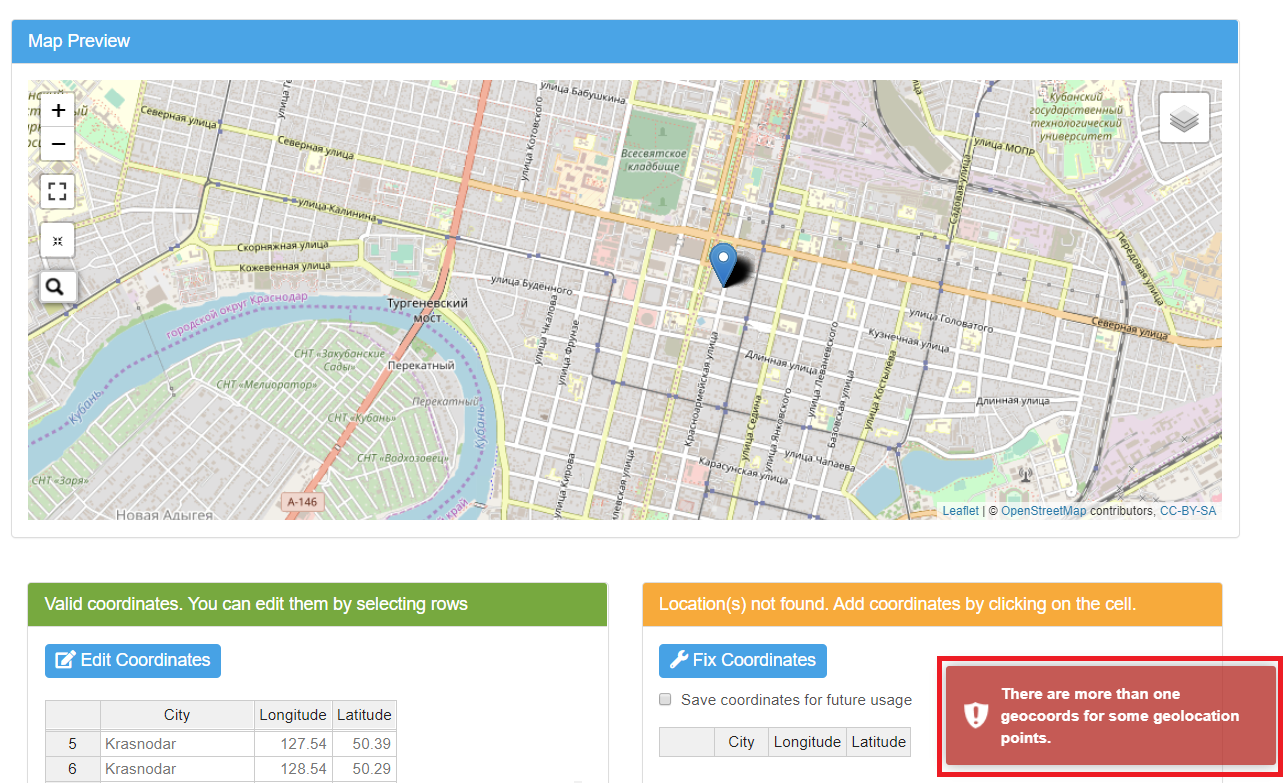 Map Preview
улица Бабушкина
Северная улица
Северная улица
улица Котовского
Всесвятское
кладбище
Кубанский
государственный
технологический
университет
улица МОПР
Садовая улица
Передовая улица
улица Калинина
Скорняжная улица
Кожевенная улица
улица Будённого
Тургеневский
мост
городской округ Краснодар
улица Чкалова
улица Фрунзе
улица Головатого
Кузнечная улица
Северная улица
СНТ «Закубанские
Сады»
Перекатный
СНТ «Мелиоратор»
Перекатный
Кубань
СНТ «Кубань»
Кубань
СНТ «Водхозовец»
СНТ «Заря»
A-146
Новая Адыгея
Красноармейская улица
Длинная улица
улица Леваневского
улица Седина
улица Янковского
Базовская улица
улица Костылева
Длинная улица
Карасунская улица
улица Чапаева
улица Кирова
+
−
Leaflet | © OpenStreetMap contributors, CC-BY-SA
Valid coordinates. You can edit them by selecting rows
Edit Coordinates
City Longitude Latitude
5 Krasnodar 127.54 50.39
6 Krasnodar 128.54 50.29
Location(s) not found. Add coordinates by clicking on the cell.
Fix Coordinates
Save coordinates for future usage
City Longitude Latitude
There are more than one
geocoords for some geolocation
points.